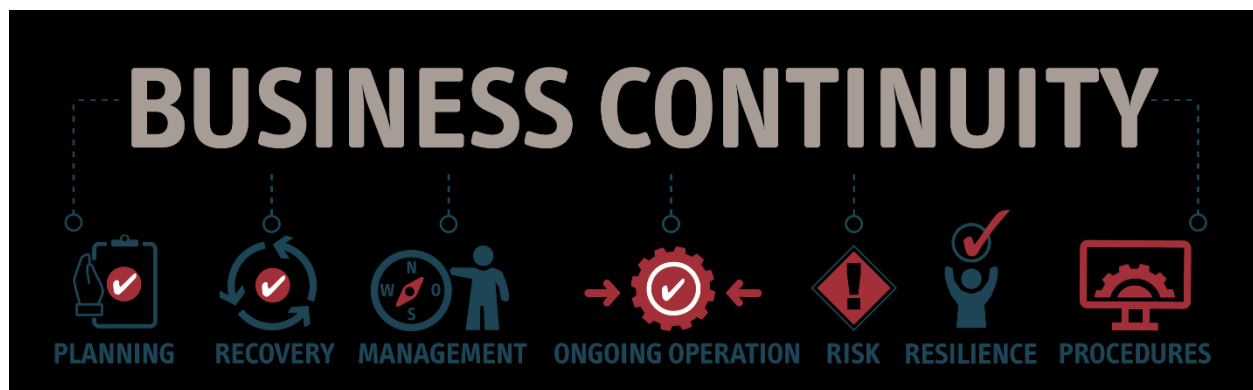 BUSINESS CONTINUITY
N
W O
S
PLANNING RECOVERY MANAGEMENT ONGOING OPERATION RISK RESILIENCE PROCEDURES